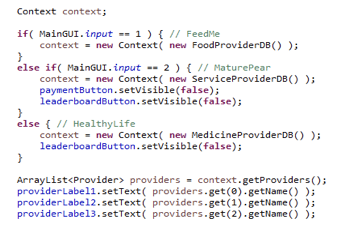 Context context;
if( MainGUI.input == 1 ) { // FeedMe
context = new Context( new FoodProviderDB() );
}
else if( MainGUI.input == 2 ) { // MaturePear
context = new Context( new ServiceProviderDB() );
paymentButton.setVisible(false);
leaderboardButton.setVisible(false);
}
else { // HealthyLife
context = new Context( new MedicineProviderDB() );
leaderboardButton.setVisible(false);
}
ArrayList<Provider> providers = context.getProviders();
providerLabel1.setText( providers.get(0).getName() );
providerLabel2.setText( providers.get(1).getName() );
providerLabel3.setText( providers.get(2).getName() );